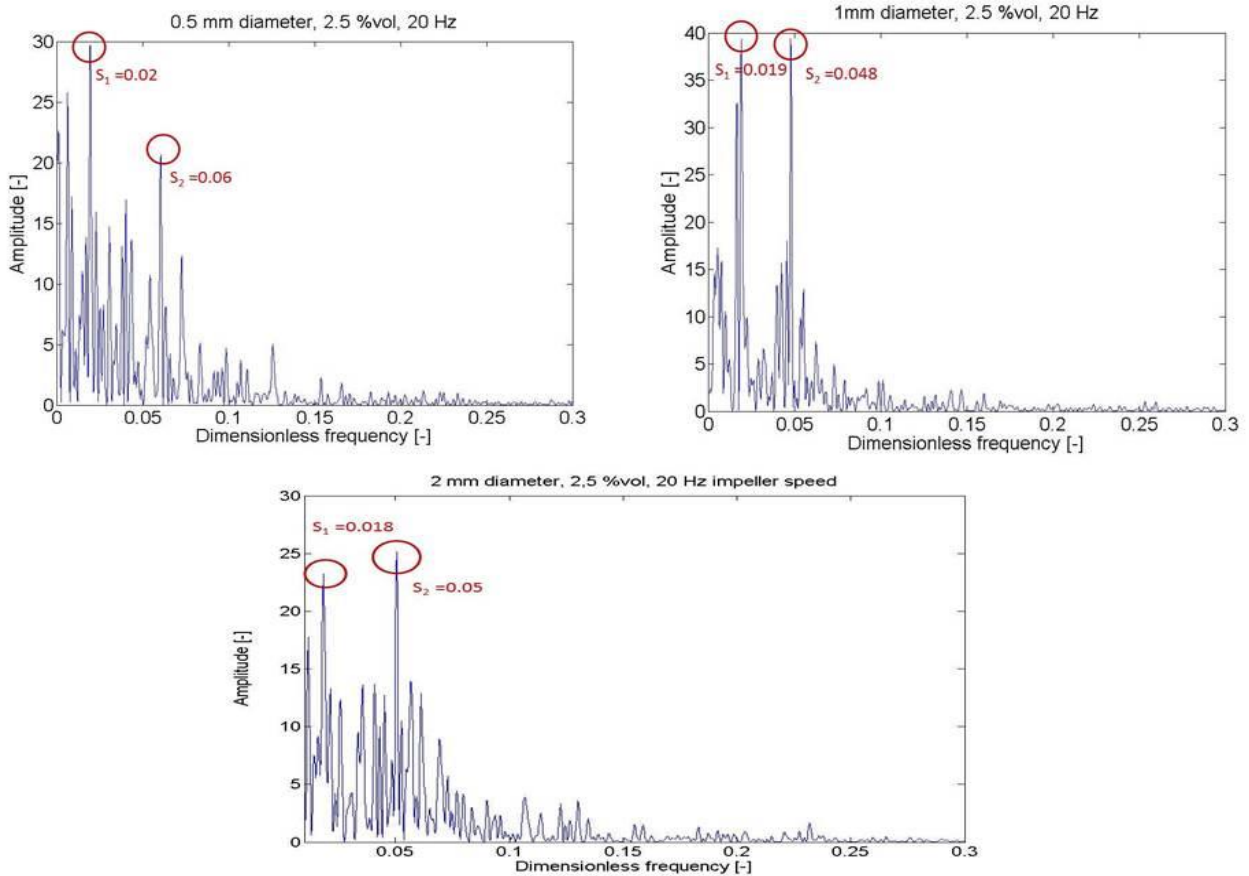 0.5 mm diameter, 2.5 %vol, 20 Hz
30
25
20
15
10
5
0
Amplitude [-]
S1 =0.02
S2 =0.06
0 0.05 0.1 0.15 0.2 0.25 0.3
Dimensionless frequency [-]
1mm diameter, 2.5 %vol, 20 Hz
40
35
30
25
20
15
10
5
0
Amplitude [-]
S1 =0.019
S2 =0.048
0 0.05 0.1 0.15 0.2 0.25 0.3
Dimensionless frequency [-]
2 mm diameter, 2,5 %vol, 20 Hz impeller speed
30
25
20
15
10
5
0
Amplitude [-]
S1 =0.018
S2 =0.05
0.05 0.1 0.15 0.2 0.25 0.3
Dimensionless frequency [-]